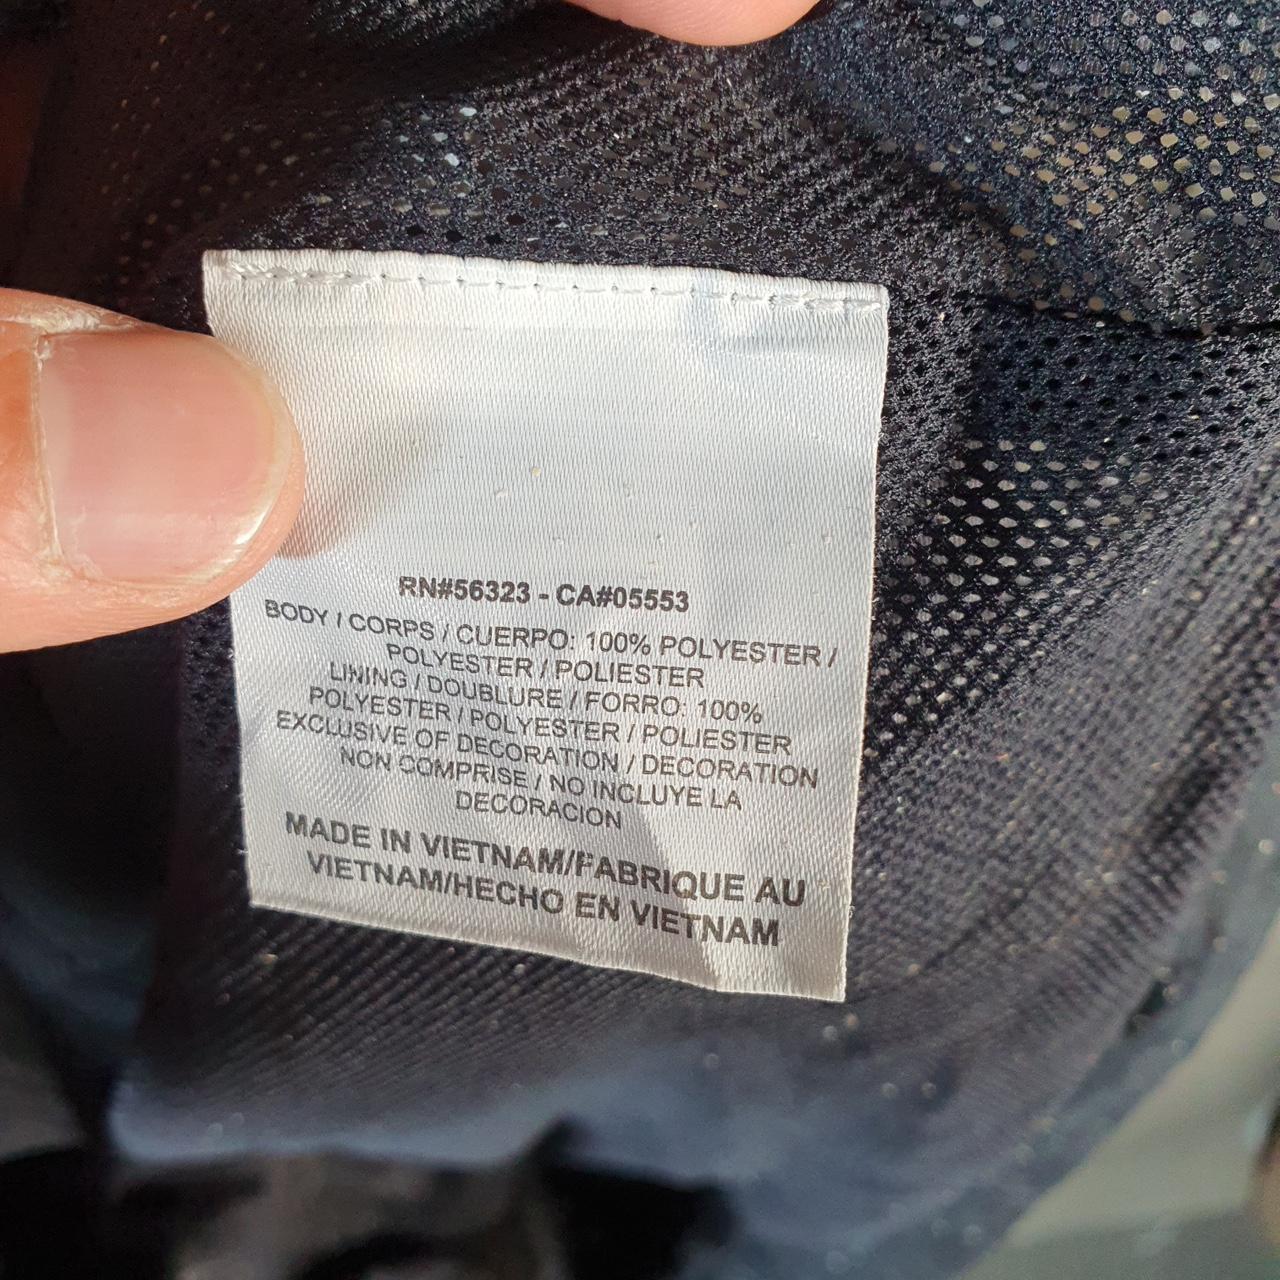 RN#56323 - CA#05553
BODY / CORPS / CUERPO: 100% POLYESTER /
POLYESTER / POLIESTER
LINING / DOUBLURE / FORRO: 100%
POLYESTER / POLYESTER / POLIESTER
EXCLUSIVE OF DECORATION / DECORATION
NON COMPRISE / NO INCLUYE LA
DECORACION
MADE IN VIETNAM/FABRIQUE AU
VIETNAM/HECHO EN VIETNAM